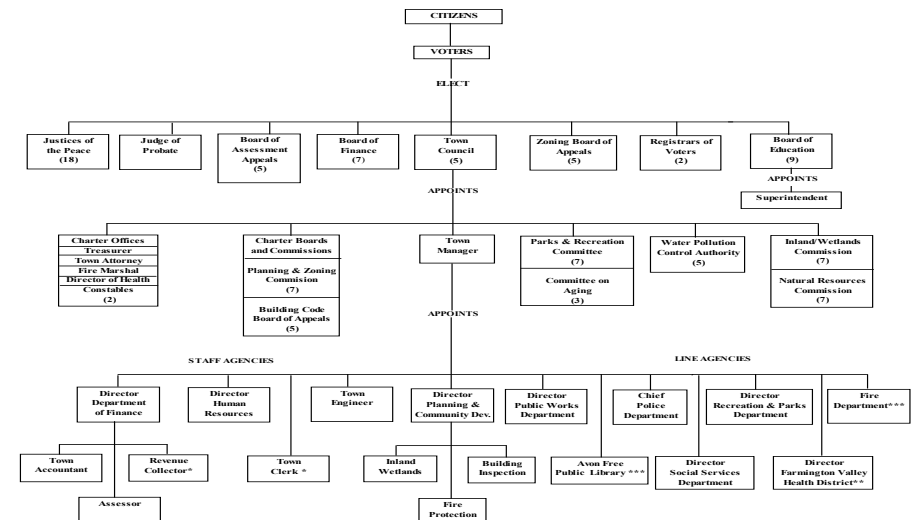 CITIZENS
VOTERS
ELECT
Justices of
the Peace
(18)
Judge of
Probate
Board of
Assessment
Appeals
(5)
Board of
Finance
(7)
Town
Council
(5)
Zoning Board of
Appeals
(5)
Registrars of
Voters
(2)
Board of
Education
(9)
APPOINTS
Superintendent
APPOINTS
Charter Offices
Treasurer
Town Attorney
Fire Marshal
Director of Health
Constables
(2)
Charter Boards
and Commissions
Planning & Zoning
Commision
(7)
Building Code
Board of Appeals
(5)
Town
Manager
Parks & Recreation
Committee
(7)
Committee on
Aging
(3)
Water Pollution
Control Authority
(5)
Inland/Wetlands
Commission
(7)
Natural Resources
Commission
(7)
APPOINTS
STAFF AGENCIES
LINE AGENCIES
Director
Department
of Finance
Director
Human
Resources
Town
Engineer
Director
Planning &
Community Dev.
Director
Public Works
Department
Chief
Police
Department
Director
Recreation & Parks
Department
Fire
Department***
Town
Accountant
Revenue
Collector*
Town
Clerk *
Inland
Wetlands
Building
Inspection
Avon Free
Public Library ***
Director
Social Services
Department
Director
Farmington Valley
Health District**
Assessor
Fire
Protection